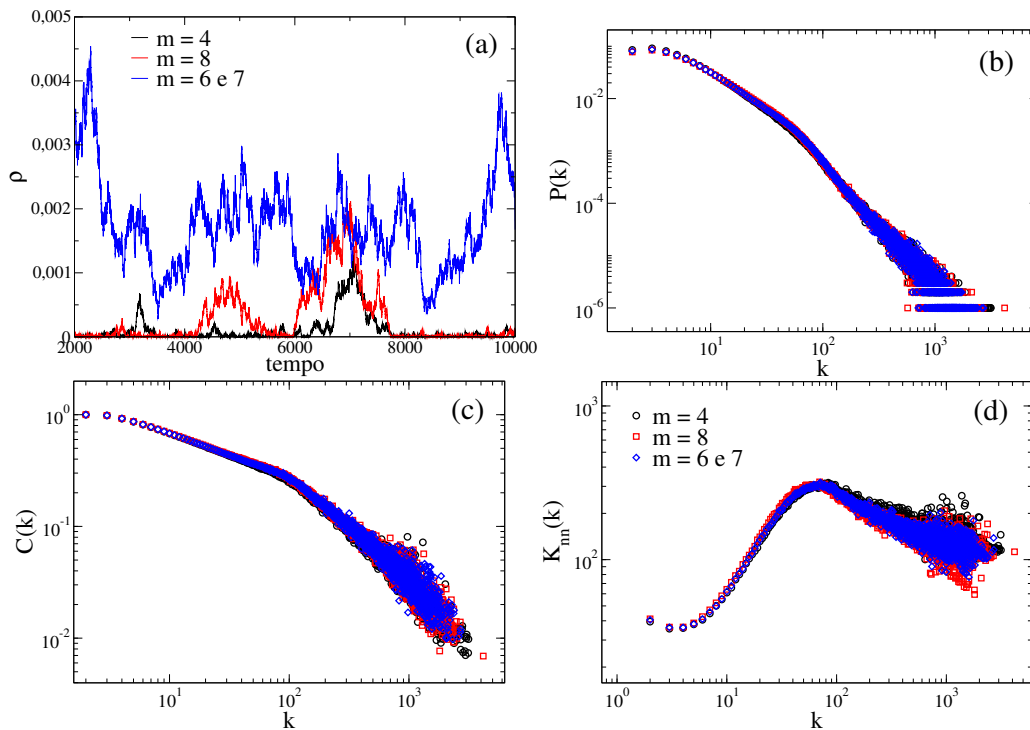 0,005
0,004
0,003
0,002
0,001
0
ρ
m = 4
m = 8
m = 6 e 7
(a)
2000 4000 6000 8000 10000
tempo
10^-2
10^-4
10^-6
P(k)
(b)
10^1 10^2 10^3
k
10^0
10^-1
10^-2
C(k)
(c)
10^1 10^2 10^3
k
10^3
10^2
K_nn(k)
m = 4
m = 8
m = 6 e 7
(d)
10^0 10^1 10^2 10^3
k